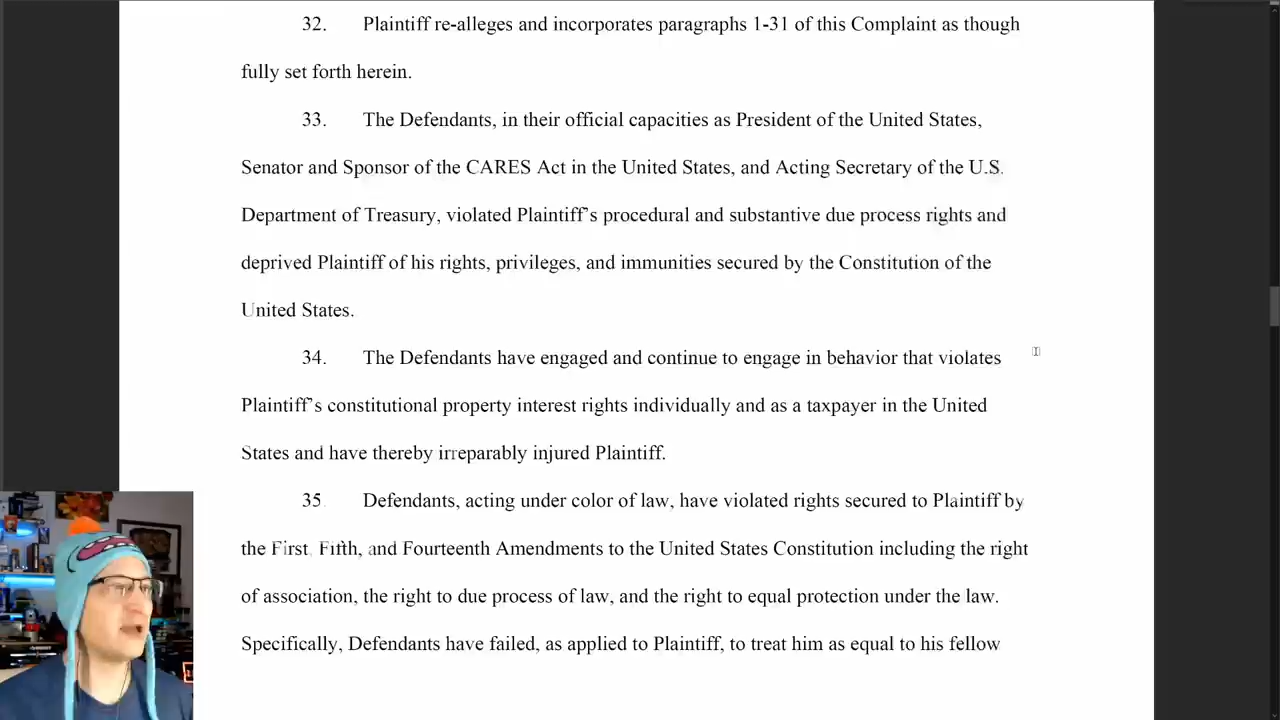 32. Plaintiff re-alleges and incorporates paragraphs 1-31 of this Complaint as though
fully set forth herein.
33. The Defendants, in their official capacities as President of the United States,
Senator and Sponsor of the CARES Act in the United States, and Acting Secretary of the U.S.
Department of Treasury, violated Plaintiff's procedural and substantive due process rights and
deprived Plaintiff of his rights, privileges, and immunities secured by the Constitution of the
United States.
34. The Defendants have engaged and continue to engage in behavior that violates
Plaintiff's constitutional property interest rights individually and as a taxpayer in the United
States and have thereby irreparably injured Plaintiff.
35. Defendants, acting under color of law, have violated rights secured to Plaintiff by
the First, Fifth, and Fourteenth Amendments to the United States Constitution including the right
of association, the right to due process of law, and the right to equal protection under the law.
Specifically, Defendants have failed, as applied to Plaintiff, to treat him as equal to his fellow